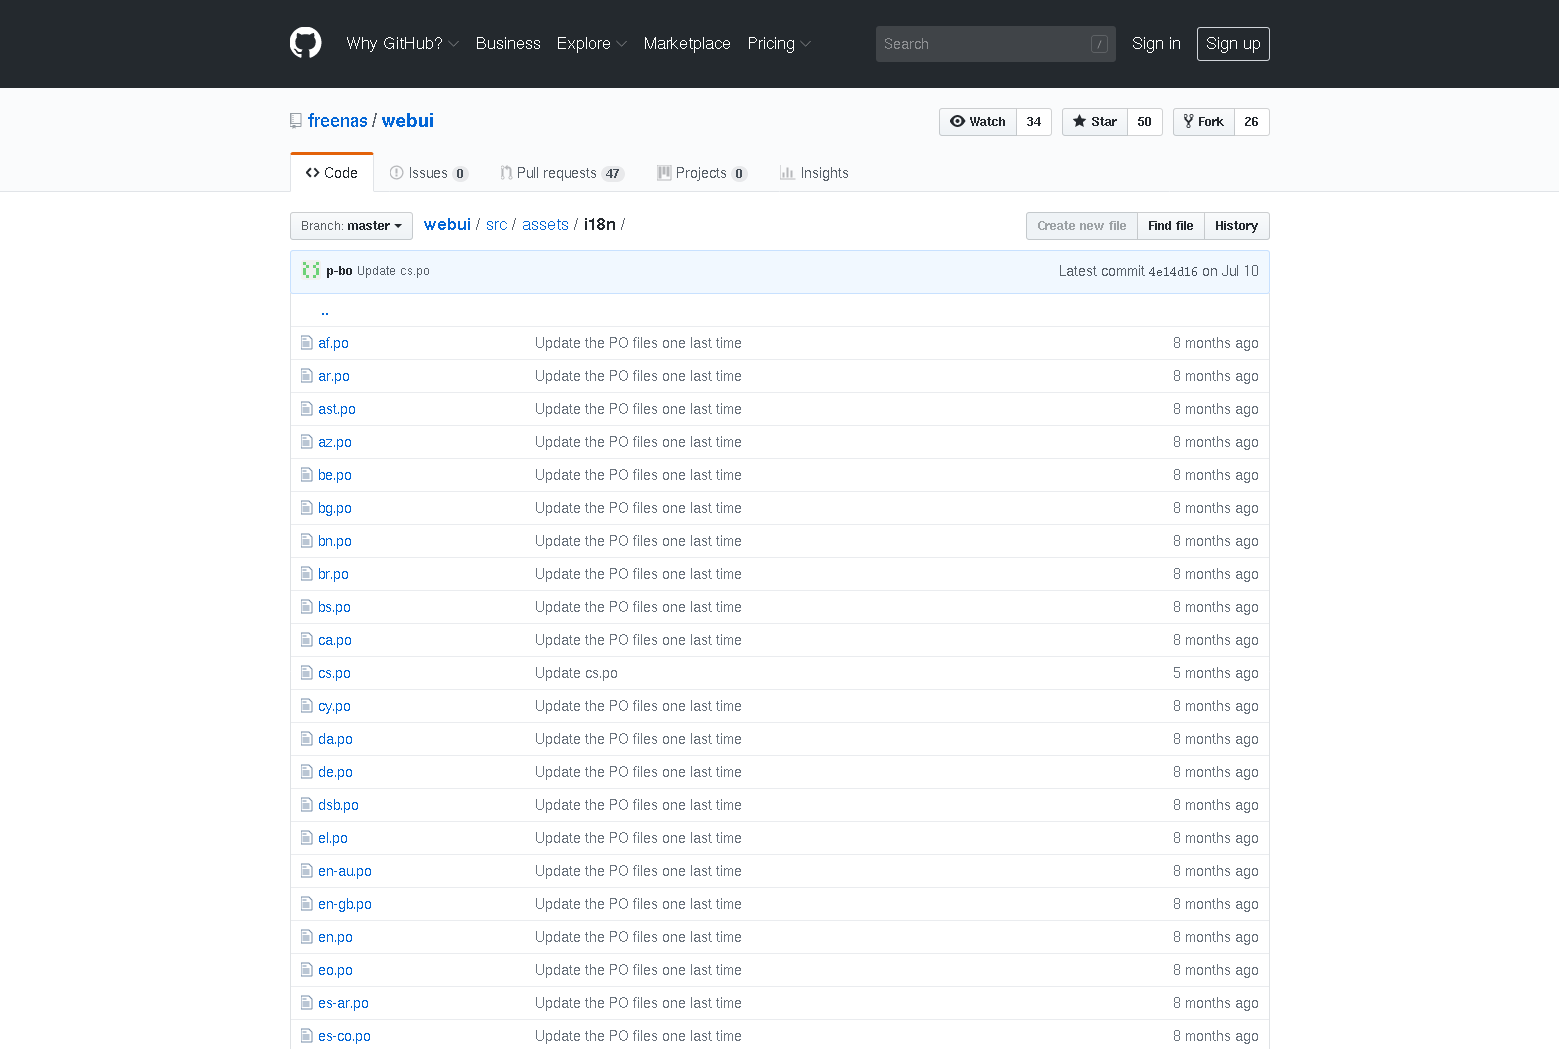 Why GitHub? Business Explore Marketplace Pricing Search / Sign in Sign up
freenas / webui Watch 34 Star 50 Fork 26
Code Issues 0 Pull requests 47 Projects 0 Insights
Branch: master webui / src / assets / i18n / Create new file Find file History
p-bo Update cs.po Latest commit 4e14d16 on Jul 10
..
af.po Update the PO files one last time 8 months ago
ar.po Update the PO files one last time 8 months ago
ast.po Update the PO files one last time 8 months ago
az.po Update the PO files one last time 8 months ago
be.po Update the PO files one last time 8 months ago
bg.po Update the PO files one last time 8 months ago
bn.po Update the PO files one last time 8 months ago
br.po Update the PO files one last time 8 months ago
bs.po Update the PO files one last time 8 months ago
ca.po Update the PO files one last time 8 months ago
cs.po Update cs.po 5 months ago
cy.po Update the PO files one last time 8 months ago
da.po Update the PO files one last time 8 months ago
de.po Update the PO files one last time 8 months ago
dsb.po Update the PO files one last time 8 months ago
el.po Update the PO files one last time 8 months ago
en-au.po Update the PO files one last time 8 months ago
en-gb.po Update the PO files one last time 8 months ago
en.po Update the PO files one last time 8 months ago
eo.po Update the PO files one last time 8 months ago
es-ar.po Update the PO files one last time 8 months ago
es-co.po Update the PO files one last time 8 months ago